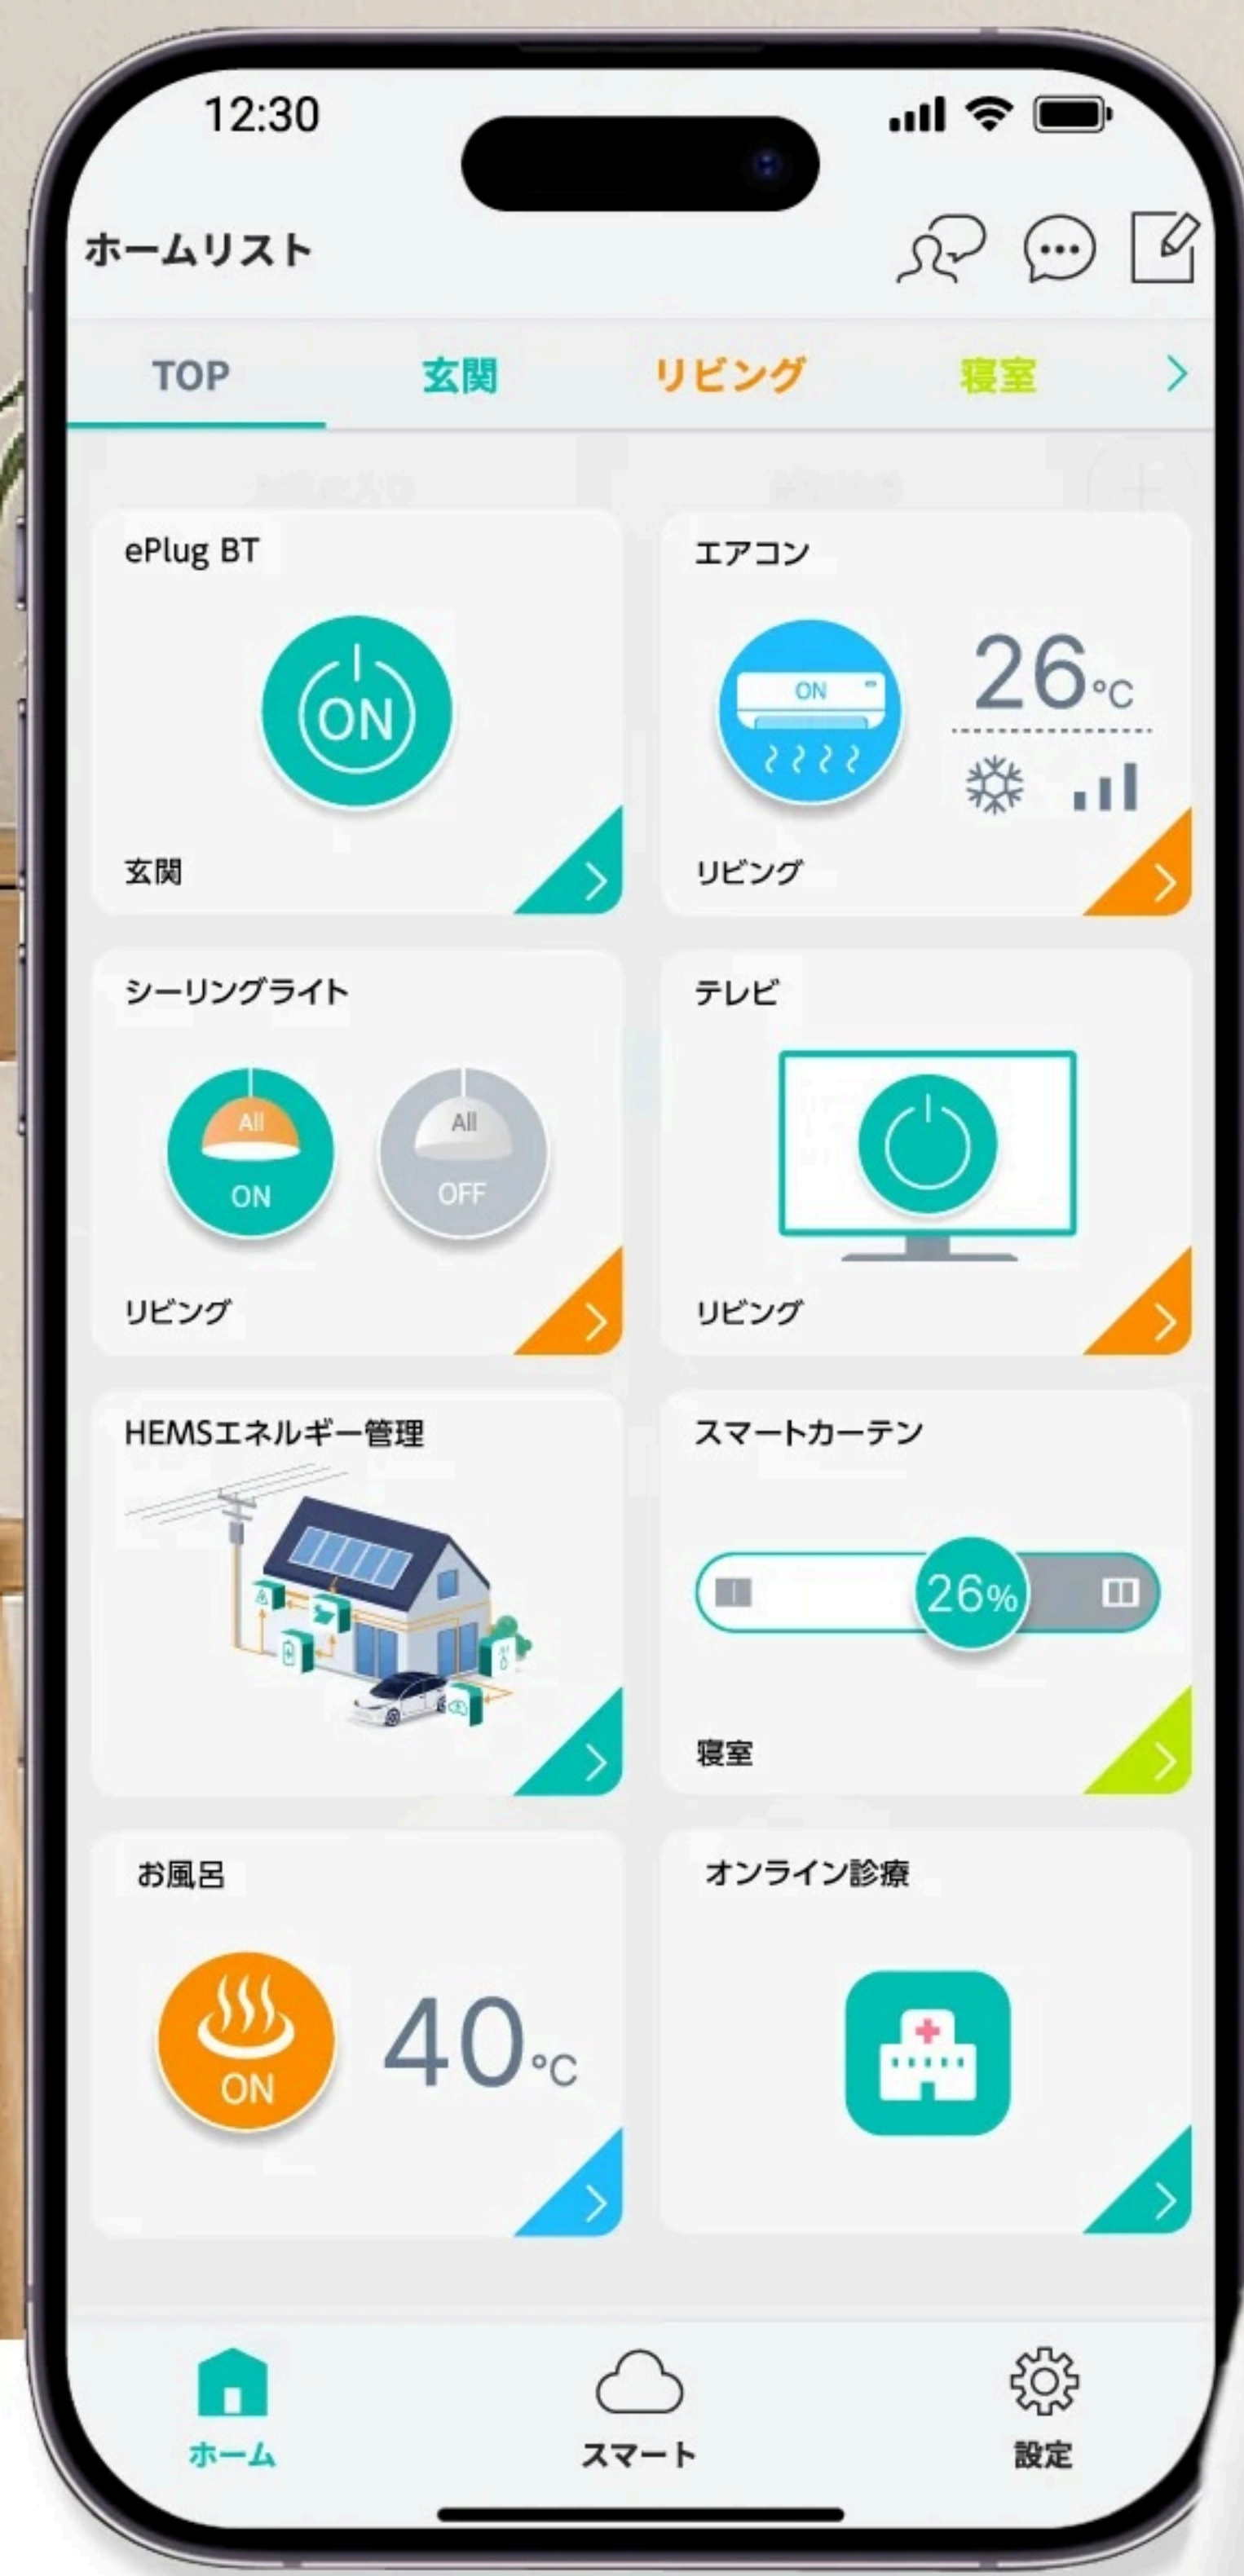 12:30
ホームリスト
TOP 玄関 リビング 寝室
ePlug BT
ON
玄関
エアコン
ON
26℃
リビング
シーリングライト
All
ON
All
OFF
リビング
テレビ
リビング
HEMSエネルギー管理
スマートカーテン
26%
寝室
お風呂
ON
40℃
オンライン診療
ホーム
スマート
設定